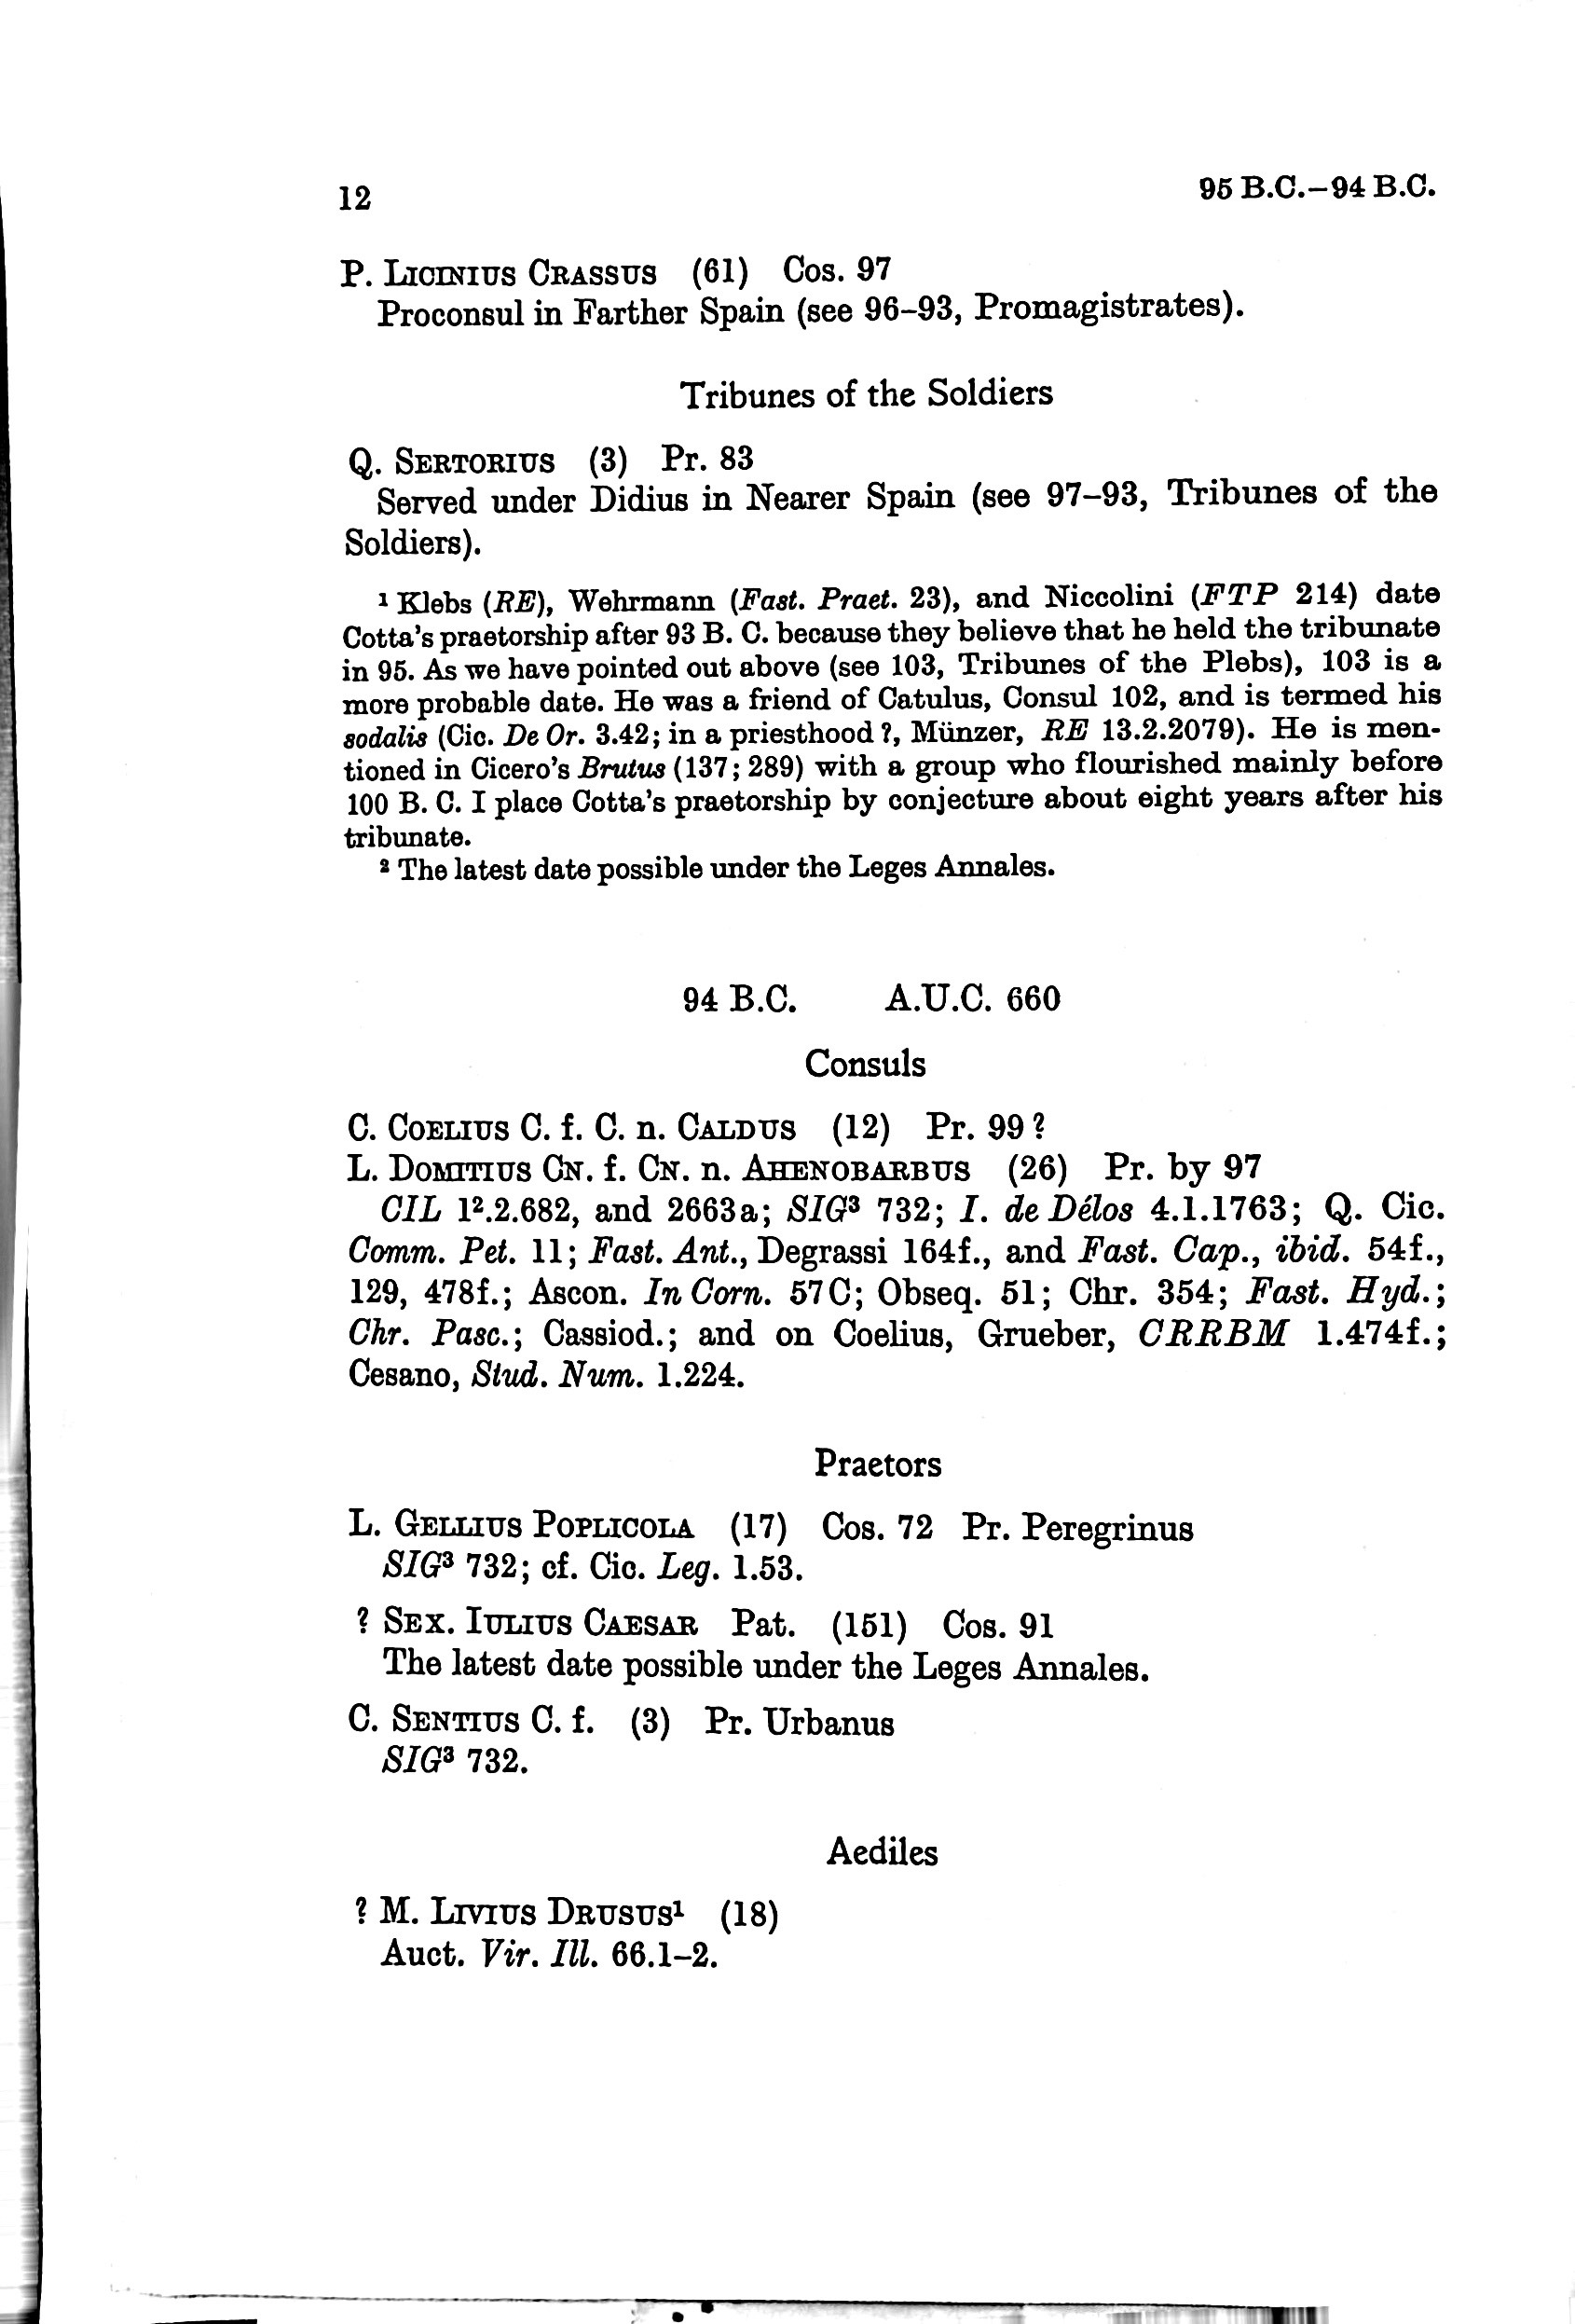 12
95 B.C.–94 B.C.
P. LICINIUS CRASSUS (61) Cos. 97
Proconsul in Farther Spain (see 96–93, Promagistrates).
Tribunes of the Soldiers
Q. SERTORIUS (3) Pr. 83
Served under Didius in Nearer Spain (see 97–93, Tribunes of the
Soldiers).
¹ Klebs (RE), Wehrmann (Fast. Praet. 23), and Niccolini (FTP 214) date
Cotta's praetorship after 93 B. C. because they believe that he held the tribunate
in 95. As we have pointed out above (see 103, Tribunes of the Plebs), 103 is a
more probable date. He was a friend of Catulus, Consul 102, and is termed his
sodalis (Cic. De Or. 3.42; in a priesthood ?, Münzer, RE 13.2.2079). He is men-
tioned in Cicero's Brutus (137; 289) with a group who flourished mainly before
100 B. C. I place Cotta's praetorship by conjecture about eight years after his
tribunate.
² The latest date possible under the Leges Annales.
94 B.C. A.U.C. 660
Consuls
C. COELIUS C. f. C. n. CALDUS (12) Pr. 99 ?
L. DOMITIUS CN. f. CN. n. AHENOBARBUS (26) Pr. by 97
CIL 1².2.682, and 2663a; SIG³ 732; I. de Délos 4.1.1763; Q. Cic.
Comm. Pet. 11; Fast. Ant., Degrassi 164f., and Fast. Cap., ibid. 54f.,
129, 478f.; Ascon. In Corn. 57C; Obseq. 51; Chr. 354; Fast. Hyd.;
Chr. Pasc.; Cassiod.; and on Coelius, Grueber, CRRBM 1.474f.;
Cesano, Stud. Num. 1.224.
Praetors
L. GELLIUS POPLICOLA (17) Cos. 72 Pr. Peregrinus
SIG³ 732; cf. Cic. Leg. 1.53.
? SEX. IULIUS CAESAR Pat. (151) Cos. 91
The latest date possible under the Leges Annales.
C. SENTIUS C. f. (3) Pr. Urbanus
SIG³ 732.
Aediles
? M. LIVIUS DRUSUS¹ (18)
Auct. Vir. Ill. 66.1–2.